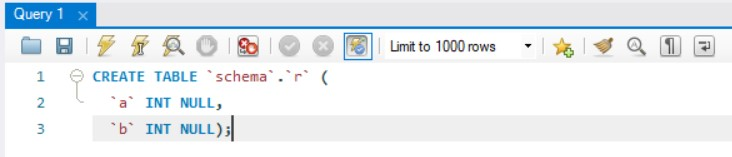 Query 1
Limit to 1000 rows
1 CREATE TABLE `schema`.`r` (
2 `a` INT NULL,
3 `b` INT NULL);